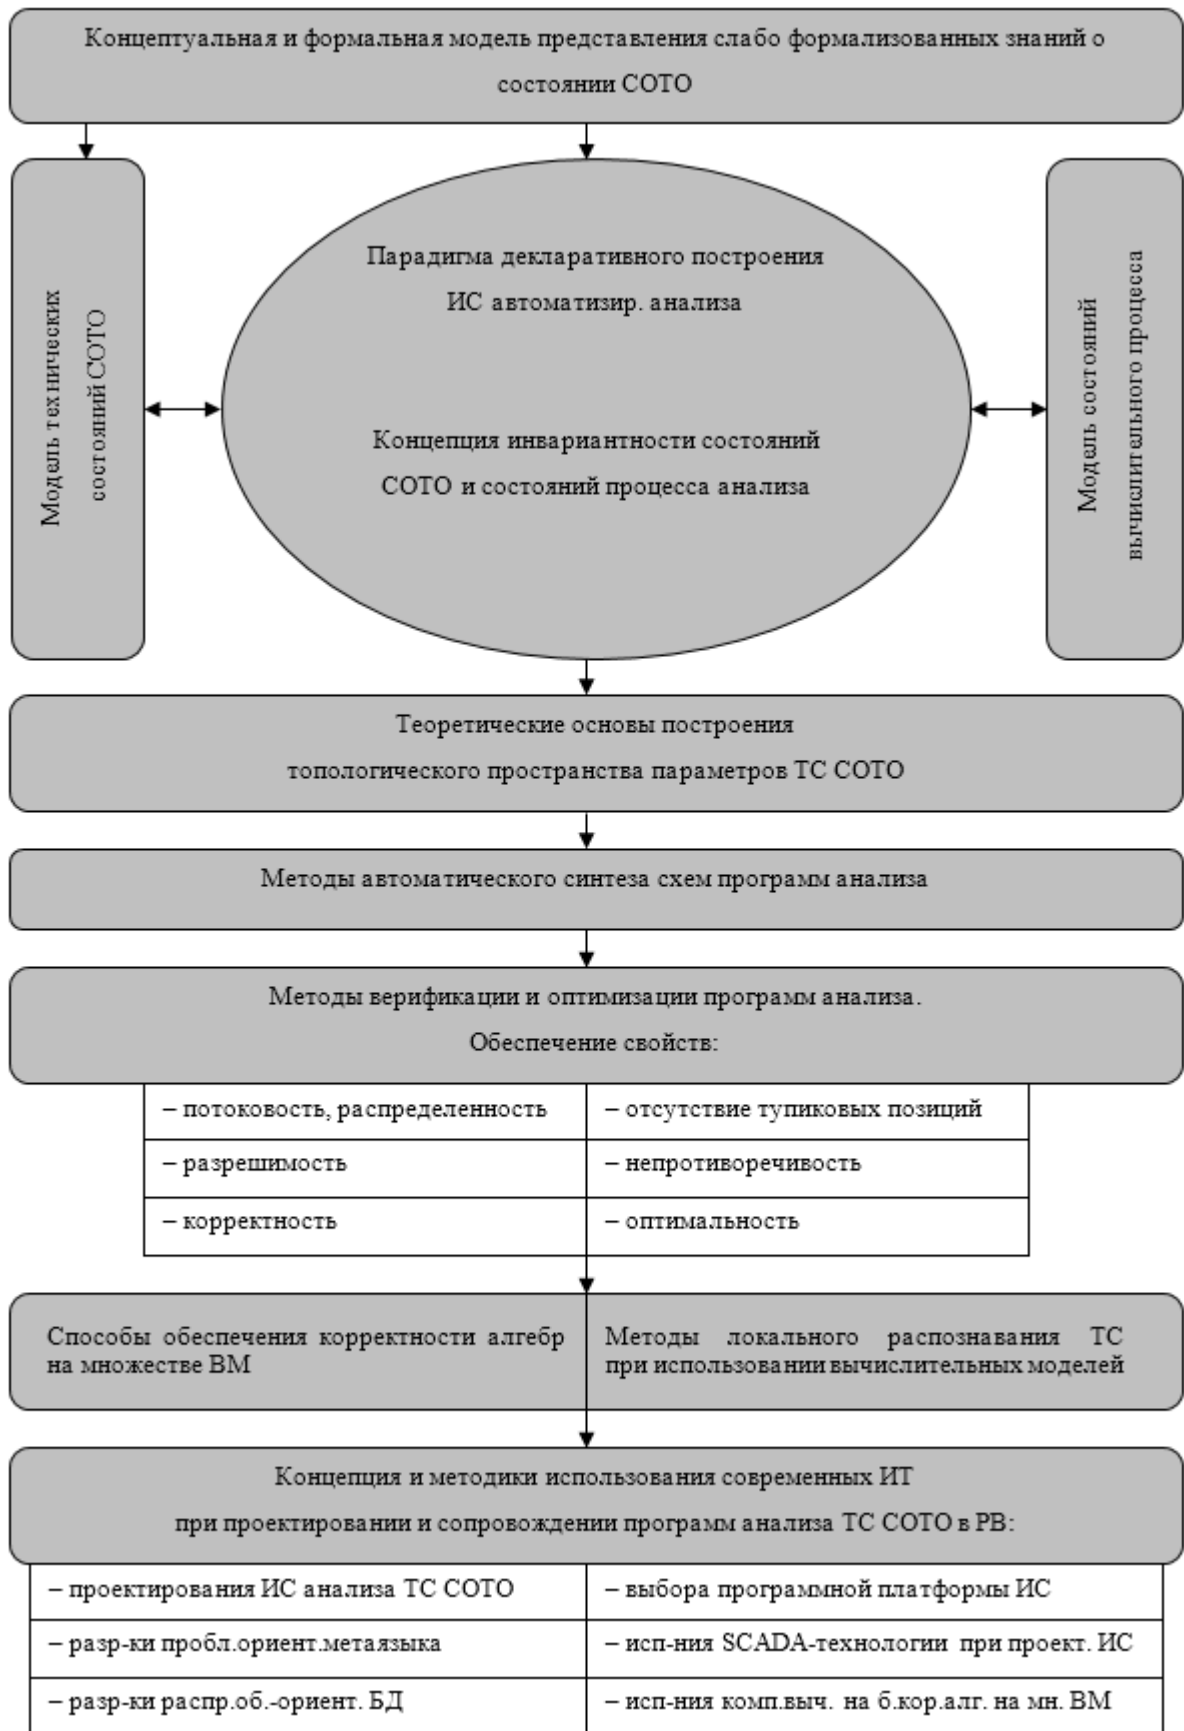 Концептуальная и формальная модель представления слабо формализованных знаний о
состоянии СОТО
Модель технических
состояний СОТО
Парадигма декларативного построения
ИС автоматизир. анализа
Концепция инвариантности состояний
СОТО и состояний процесса анализа
Модель состояний
вычислительного процесса
Теоретические основы построения
топологического пространства параметров ТС СОТО
Методы автоматического синтеза схем программ анализа
Методы верификации и оптимизации программ анализа.
Обеспечение свойств:
– потоковость, распределенность
– отсутствие тупиковых позиций
– разрешимость
– непротиворечивость
– корректность
– оптимальность
Способы обеспечения корректности алгебр
на множестве ВМ
Методы локального распознавания ТС
при использовании вычислительных моделей
Концепция и методики использования современных ИТ
при проектировании и сопровождении программ анализа ТС СОТО в РВ:
– проектирования ИС анализа ТС СОТО
– выбора программной платформы ИС
– разр-ки пробл.ориент.метаязыка
– исп-ния SCADA-технологии при проект. ИС
– разр-ки распр.об.-ориент. БД
– исп-ния комп.выч. на б.кор.алг. на мн. ВМ